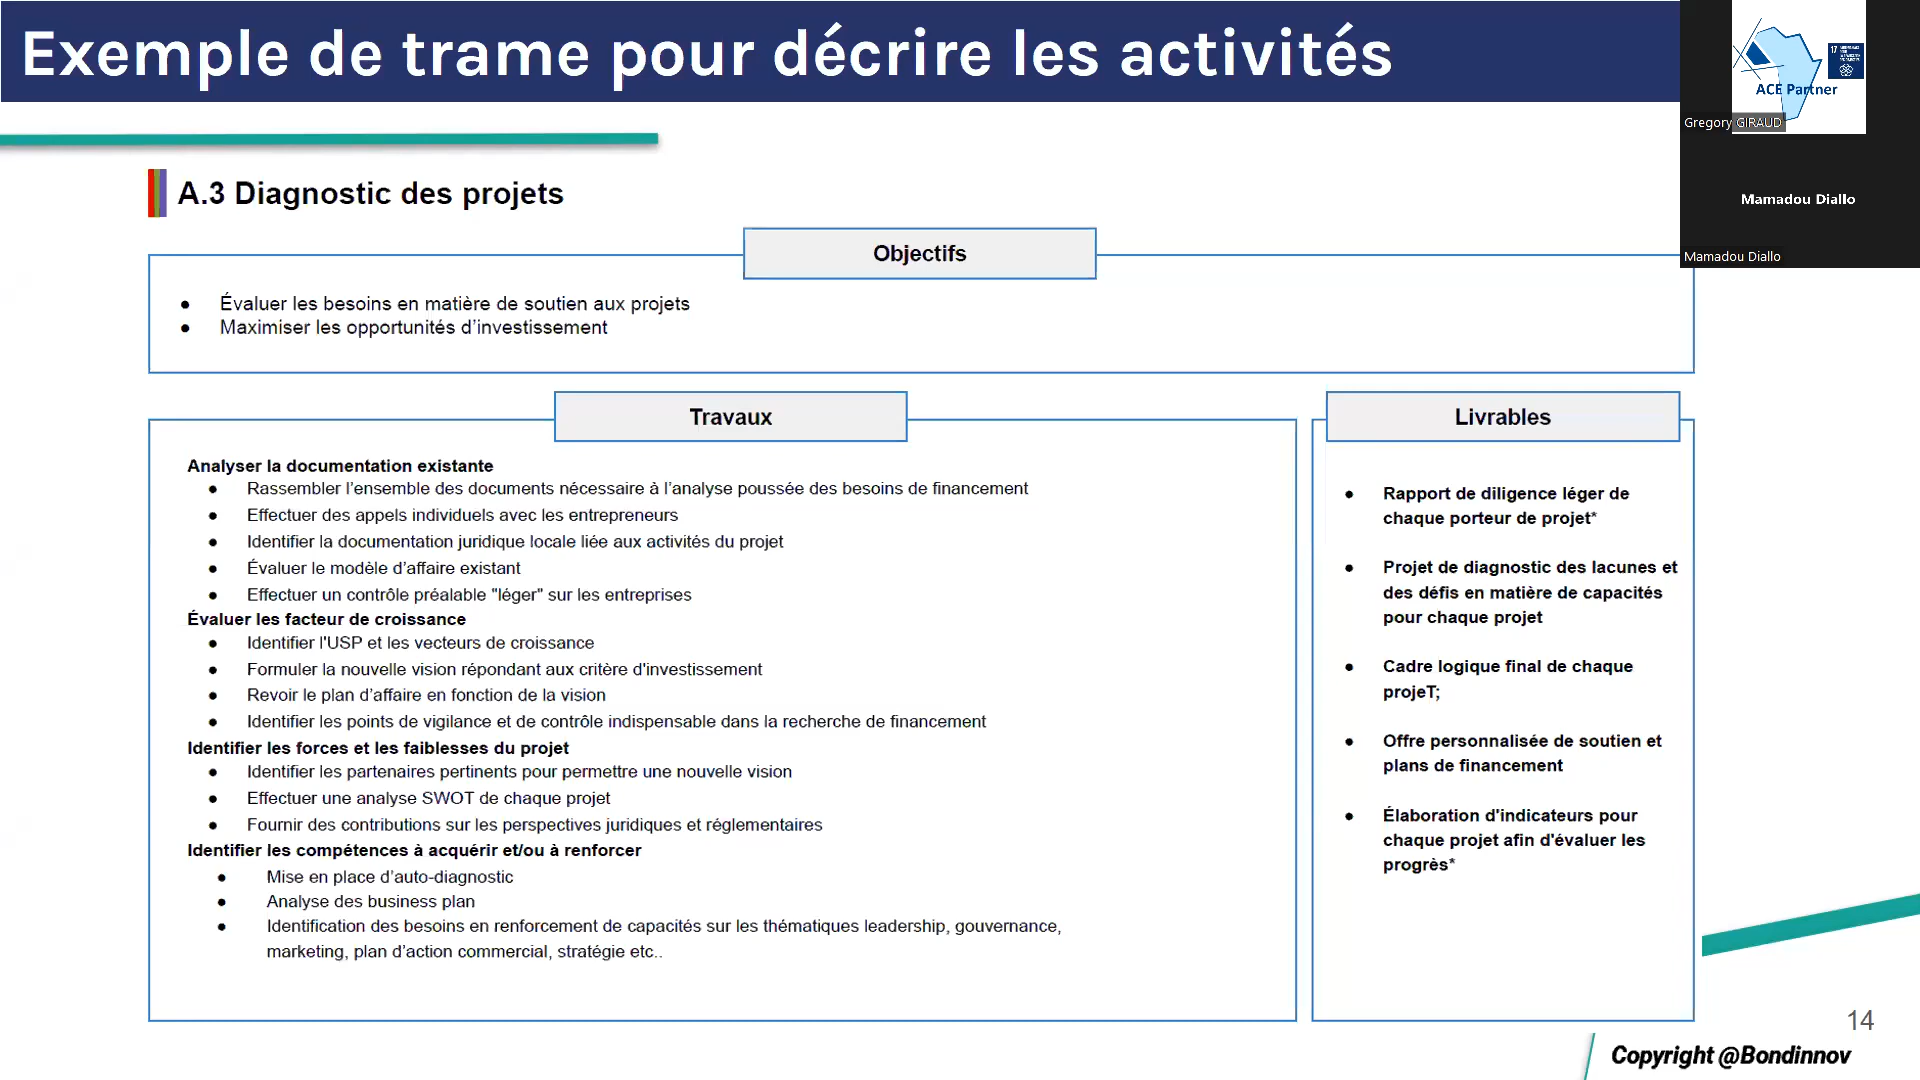 Exemple de trame pour décrire les activités
17
ACE Partner
Gregory GIRAUD
Mamadou Diallo
Mamadou Diallo
A.3 Diagnostic des projets
Objectifs
● Évaluer les besoins en matière de soutien aux projets
● Maximiser les opportunités d’investissement
Travaux
Analyser la documentation existante
● Rassembler l’ensemble des documents nécessaire à l’analyse poussée des besoins de financement
● Effectuer des appels individuels avec les entrepreneurs
● Identifier la documentation juridique locale liée aux activités du projet
● Évaluer le modèle d’affaire existant
● Effectuer un contrôle préalable "léger" sur les entreprises
Évaluer les facteur de croissance
● Identifier l'USP et les vecteurs de croissance
● Formuler la nouvelle vision répondant aux critère d'investissement
● Revoir le plan d’affaire en fonction de la vision
● Identifier les points de vigilance et de contrôle indispensable dans la recherche de financement
Identifier les forces et les faiblesses du projet
● Identifier les partenaires pertinents pour permettre une nouvelle vision
● Effectuer une analyse SWOT de chaque projet
● Fournir des contributions sur les perspectives juridiques et réglementaires
Identifier les compétences à acquérir et/ou à renforcer
● Mise en place d’auto-diagnostic
● Analyse des business plan
● Identification des besoins en renforcement de capacités sur les thématiques leadership, gouvernance,
marketing, plan d’action commercial, stratégie etc..
Livrables
● Rapport de diligence léger de
chaque porteur de projet*
● Projet de diagnostic des lacunes et
des défis en matière de capacités
pour chaque projet
● Cadre logique final de chaque
projeT;
● Offre personnalisée de soutien et
plans de financement
● Élaboration d'indicateurs pour
chaque projet afin d'évaluer les
progrès*
14
Copyright @Bondinnov